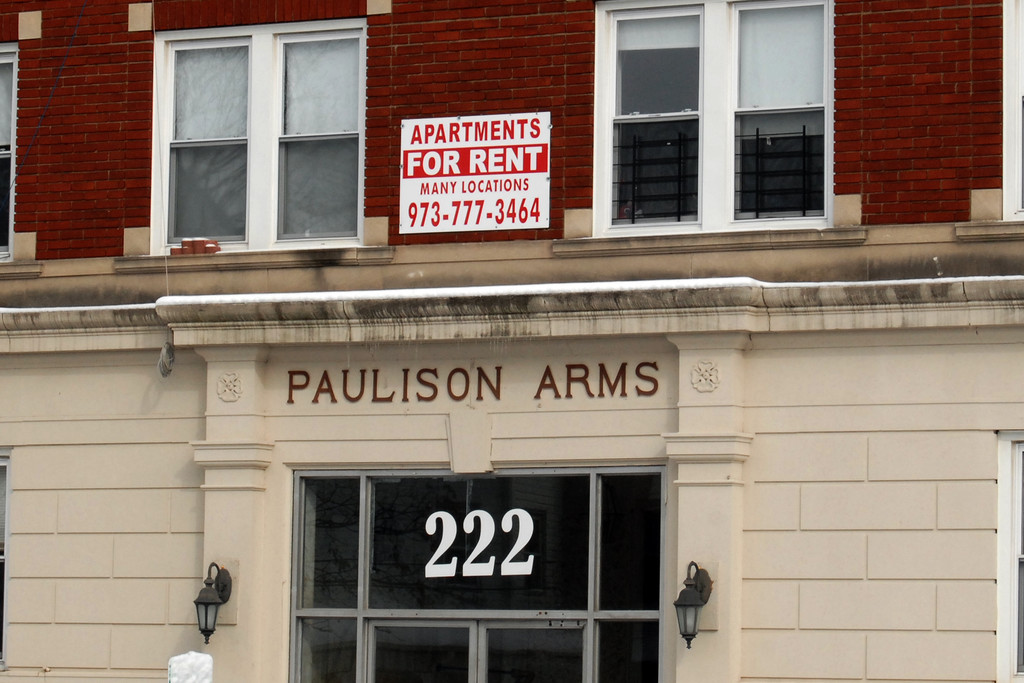 APARTMENTS
FOR RENT
MANY LOCATIONS
973-777-3464
PAULISON ARMS
222